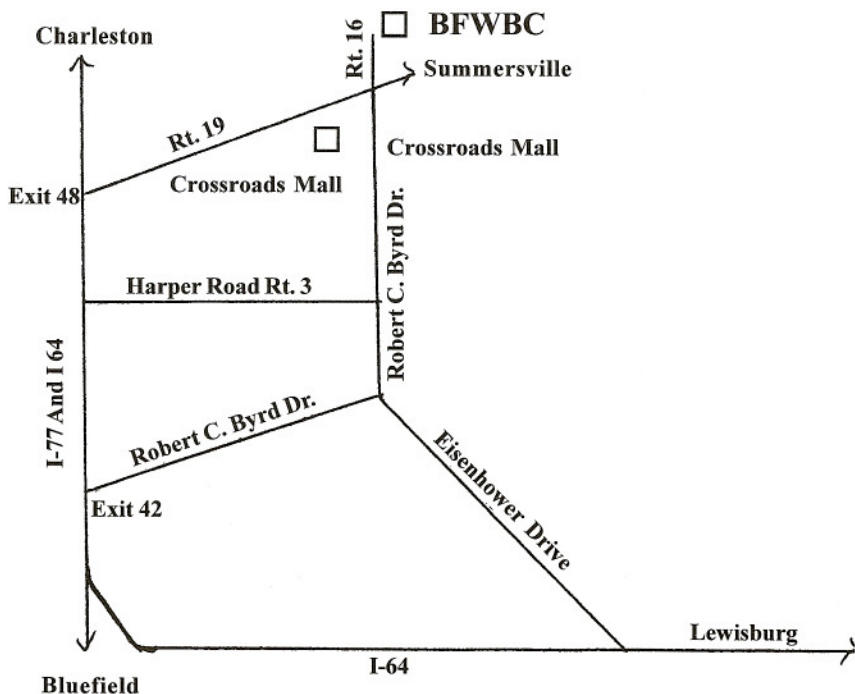 BFWBC
Charleston
Rt. 16
Summersville
Rt. 19
Crossroads Mall
Crossroads Mall
Exit 48
Harper Road Rt. 3
Robert C. Byrd Dr.
I-77 And I 64
Robert C. Byrd Dr.
Eisenhower Drive
Exit 42
Lewisburg
I-64
Bluefield